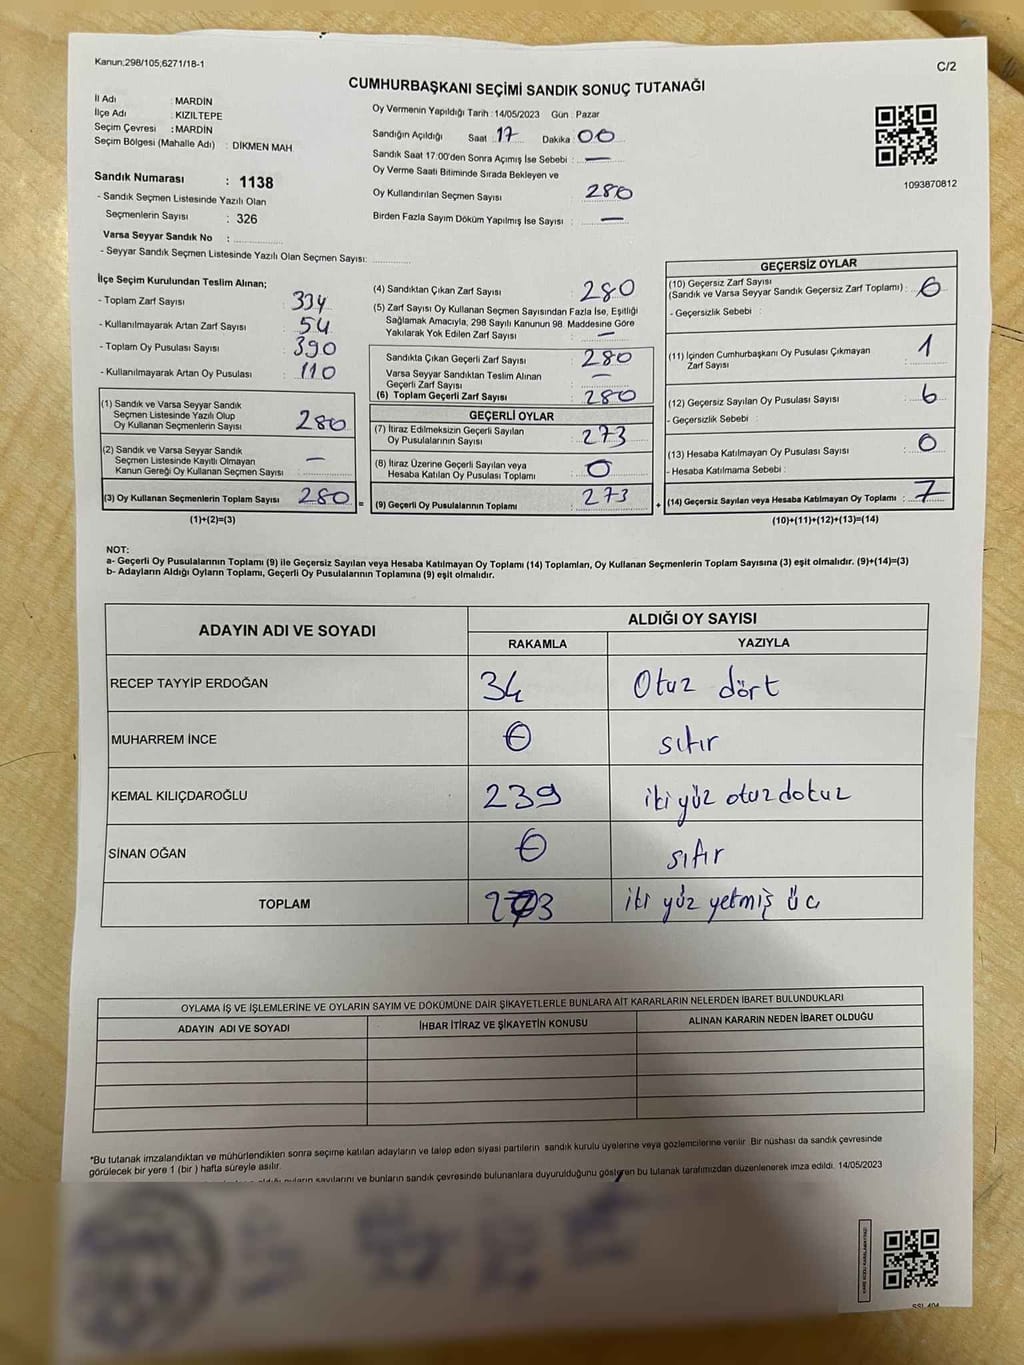 Kanun;298/105,6271/18-1
C/2
CUMHURBAŞKANI SEÇİMİ SANDIK SONUÇ TUTANAĞI
İl Adı : MARDİN
İlçe Adı : KIZILTEPE
Seçim Çevresi : MARDİN
Seçim Bölgesi (Mahalle Adı) : DİKMEN MAH
Sandık Numarası : 1138
- Sandık Seçmen Listesinde Yazılı Olan
Seçmenlerin Sayısı : 326
Varsa Seyyar Sandık No :
- Seyyar Sandık Seçmen Listesinde Yazılı Olan Seçmen Sayısı:
Oy Vermenin Yapıldığı Tarih : 14/05/2023 Gün : Pazar
Sandığın Açıldığı Saat : 17 Dakika : 00
Sandık Saat 17:00'den Sonra Açımış İse Sebebi : —
Oy Verme Saati Bitiminde Sırada Bekleyen ve
Oy Kullandırılan Seçmen Sayısı 280
Birden Fazla Sayım Döküm Yapılmış İse Sayısı : —
1093870812
İlçe Seçim Kurulundan Teslim Alınan;
- Toplam Zarf Sayısı : 334
- Kullanılmayarak Artan Zarf Sayısı : 54
- Toplam Oy Pusulası Sayısı : 390
- Kullanılmayarak Artan Oy Pusulası : 110
(1) Sandık ve Varsa Seyyar Sandık
Seçmen Listesinde Yazılı Olup
Oy Kullanan Seçmenlerin Sayısı 280
(2) Sandık ve Varsa Seyyar Sandık
Seçmen Listesinde Kayıtlı Olmayan
Kanun Gereği Oy Kullanan Seçmen Sayısı : —
(3) Oy Kullanan Seçmenlerin Toplam Sayısı 280 =
(1)+(2)=(3)
(4) Sandıktan Çıkan Zarf Sayısı : 280
(5) Zarf Sayısı Oy Kullanan Seçmen Sayısından Fazla İse, Eşitliği
Sağlamak Amacıyla, 298 Sayılı Kanunun 98. Maddesine Göre
Yakılarak Yok Edilen Zarf Sayısı : —
Sandıkta Çıkan Geçerli Zarf Sayısı : 280
Varsa Seyyar Sandıktan Teslim Alınan
Geçerli Zarf Sayısı : —
(6) Toplam Geçerli Zarf Sayısı : 280
GEÇERLİ OYLAR
(7) İtiraz Edilmeksizin Geçerli Sayılan
Oy Pusulalarının Sayısı : 273
(8) İtiraz Üzerine Geçerli Sayılan veya
Hesaba Katılan Oy Pusulası Toplamı : 0
(9) Geçerli Oy Pusulalarının Toplamı : 273 +
GEÇERSİZ OYLAR
(10) Geçersiz Zarf Sayısı
(Sandık ve Varsa Seyyar Sandık Geçersiz Zarf Toplamı) : 0
- Geçersizlik Sebebi :
(11) İçinden Cumhurbaşkanı Oy Pusulası Çıkmayan
Zarf Sayısı : 1
(12) Geçersiz Sayılan Oy Pusulası Sayısı : 6
- Geçersizlik Sebebi :
(13) Hesaba Katılmayan Oy Pusulası Sayısı : 0
- Hesaba Katılmama Sebebi :
(14) Geçersiz Sayılan veya Hesaba Katılmayan Oy Toplamı : 7
(10)+(11)+(12)+(13)=(14)
NOT:
a- Geçerli Oy Pusulalarının Toplamı (9) ile Geçersiz Sayılan veya Hesaba Katılmayan Oy Toplamı (14) Toplamları, Oy Kullanan Seçmenlerin Toplam Sayısına (3) eşit olmalıdır. (9)+(14)=(3)
b- Adayların Aldığı Oyların Toplamı, Geçerli Oy Pusulalarının Toplamına (9) eşit olmalıdır.
ADAYIN ADI VE SOYADI ALDIĞI OY SAYISI
RAKAMLA YAZIYLA
RECEP TAYYİP ERDOĞAN 34 Otuz dört
MUHARREM İNCE 0 sıfır
KEMAL KILIÇDAROĞLU 239 iki yüz otuz dokuz
SİNAN OĞAN 0 sıfır
TOPLAM 273 iki yüz yetmiş üç
OYLAMA İŞ VE İŞLEMLERİNE VE OYLARIN SAYIM VE DÖKÜMÜNE DAİR ŞİKAYETLERLE BUNLARA AİT KARARLARIN NELERDEN İBARET BULUNDUKLARI
ADAYIN ADI VE SOYADI İHBAR İTİRAZ VE ŞİKAYETİN KONUSU ALINAN KARARIN NEDEN İBARET OLDUĞU
*Bu tutanak imzalandıktan ve mühürlendikten sonra seçime katılan adayların ve talep eden siyasi partilerin sandık kurulu üyelerine veya gözlemcilerine verilir. Bir nüshası da sandık çevresinde
görülecek bir yere 1 (bir ) hafta süreyle asılır.
sayılarını ve bunların sandık çevresinde bulunanlara duyurulduğunu gösteren bu tutanak tarafımızdan düzenlenerek imza edildi. 14/05/2023